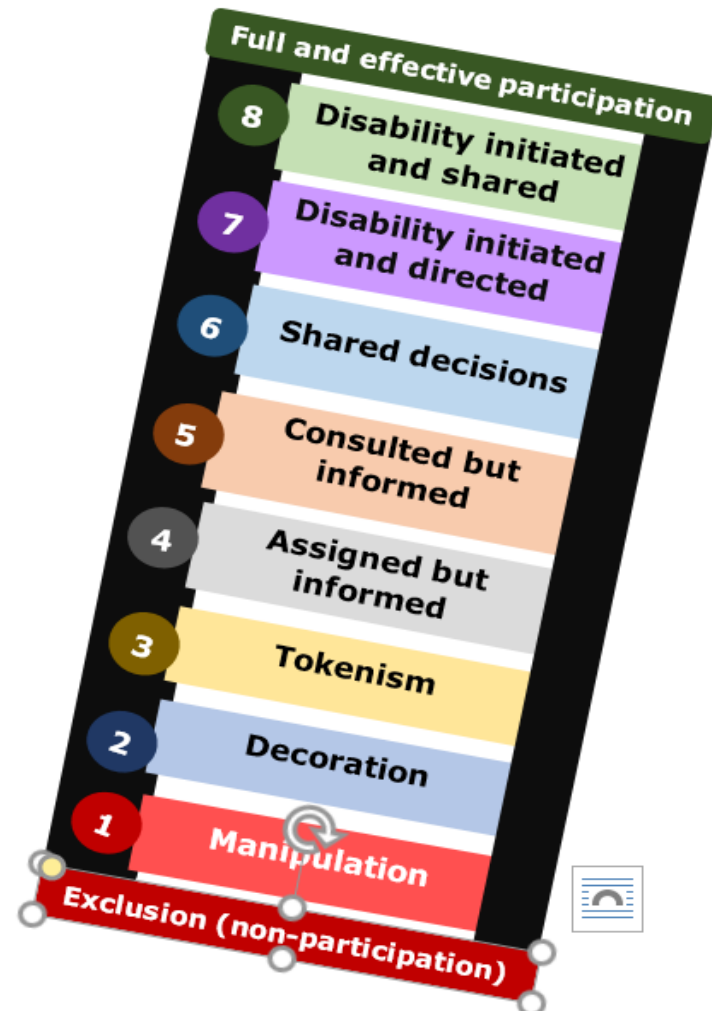 Full and effective participation
8
Disability initiated
and shared
7
Disability initiated
and directed
6
Shared decisions
5
Consulted but
informed
4
Assigned but
informed
3
Tokenism
2
Decoration
1
Manipulation
Exclusion (non-participation)